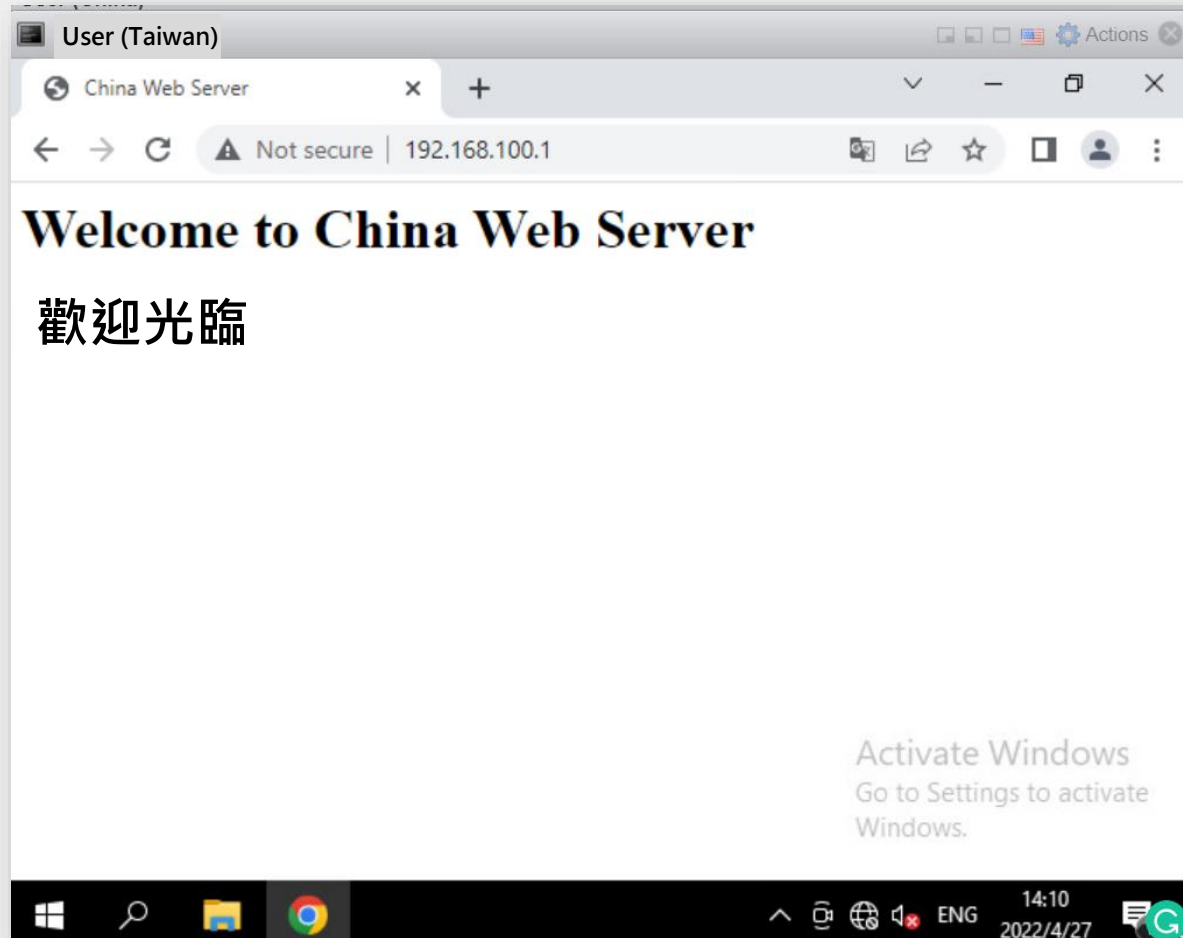 User (Taiwan)
Actions
China Web Server
Not secure | 192.168.100.1
Welcome to China Web Server
歡迎光臨
Activate Windows
Go to Settings to activate
Windows.
ENG
14:10
2022/4/27